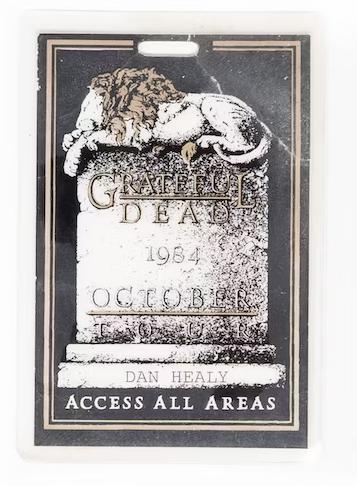 GRATEFUL
DEAD
1984
OCTOBER
TOUR
DAN HEALY
ACCESS ALL AREAS